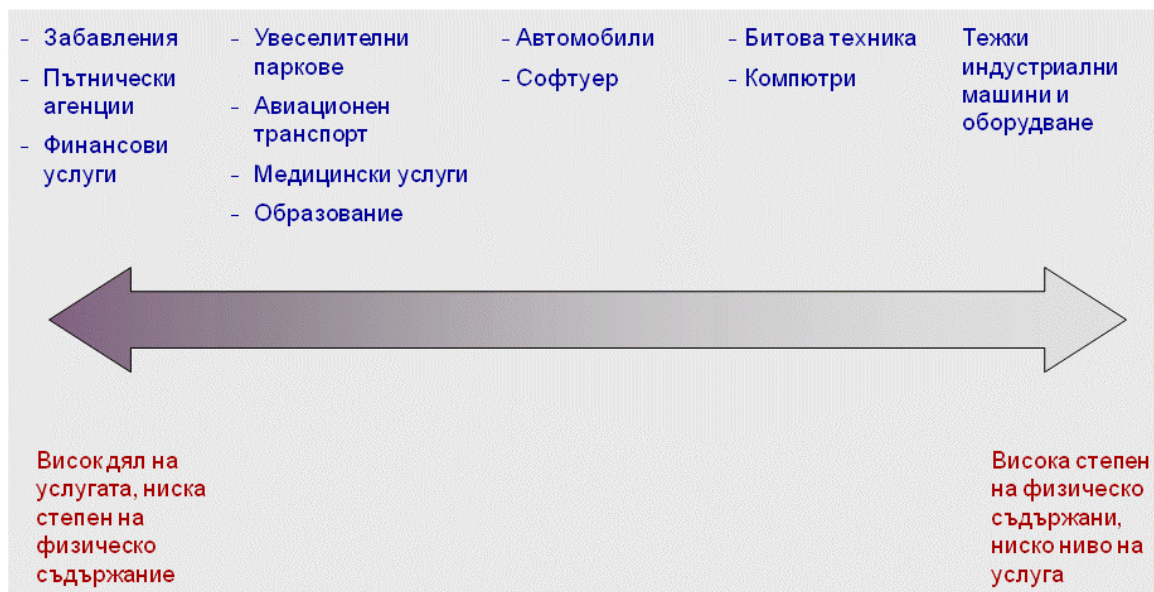 - Забавления
- Пътнически
агенции
- Финансови
услуги
- Увеселителни
паркове
- Авиационен
транспорт
- Медицински услуги
- Образование
- Автомобили
- Софтуер
- Битова техника
- Компютри
Тежки
индустриални
машини и
оборудване
Висок дял на
услугата, ниска
степен на
физическо
съдържание
Висока степен
на физическо
съдържани,
ниско ниво на
услуга